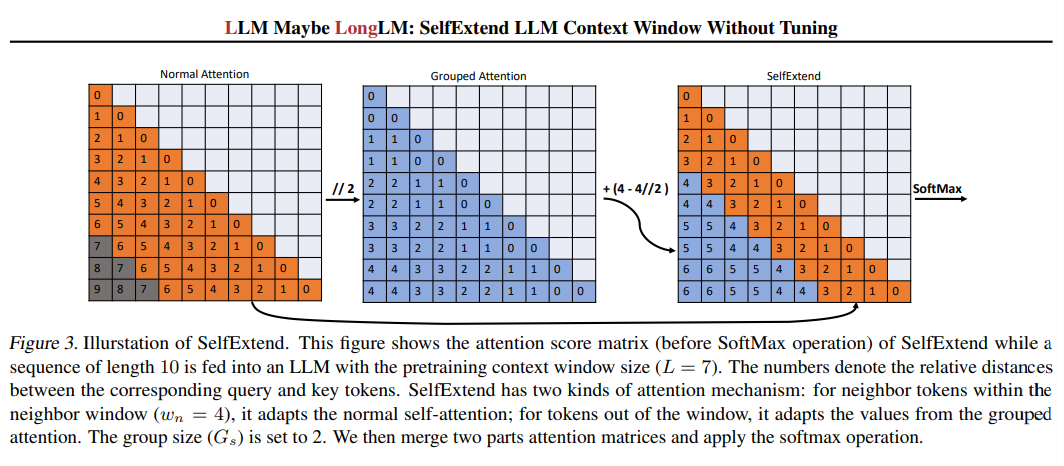 LLM Maybe LongLM: SelfExtend LLM Context Window Without Tuning
Normal Attention
0
1 0
2 1 0
3 2 1 0
4 3 2 1 0
5 4 3 2 1 0
6 5 4 3 2 1 0
7 6 5 4 3 2 1 0
8 7 6 5 4 3 2 1 0
9 8 7 6 5 4 3 2 1 0
// 2
Grouped Attention
0
0 0
1 1 0
1 1 0 0
2 2 1 1 0
2 2 1 1 0 0
3 3 2 2 1 1 0
3 3 2 2 1 1 0 0
4 4 3 3 2 2 1 1 0
4 4 3 3 2 2 1 1 0 0
+ (4 - 4//2 )
SelfExtend
0
1 0
2 1 0
3 2 1 0
4 3 2 1 0
4 4 3 2 1 0
5 5 4 3 2 1 0
5 5 4 4 3 2 1 0
6 6 5 5 4 3 2 1 0
6 6 5 5 4 4 3 2 1 0
SoftMax
Figure 3. Illurstation of SelfExtend. This figure shows the attention score matrix (before SoftMax operation) of SelfExtend while a
sequence of length 10 is fed into an LLM with the pretraining context window size (L = 7). The numbers denote the relative distances
between the corresponding query and key tokens. SelfExtend has two kinds of attention mechanism: for neighbor tokens within the
neighbor window (wn = 4), it adapts the normal self-attention; for tokens out of the window, it adapts the values from the grouped
attention. The group size (Gs) is set to 2. We then merge two parts attention matrices and apply the softmax operation.